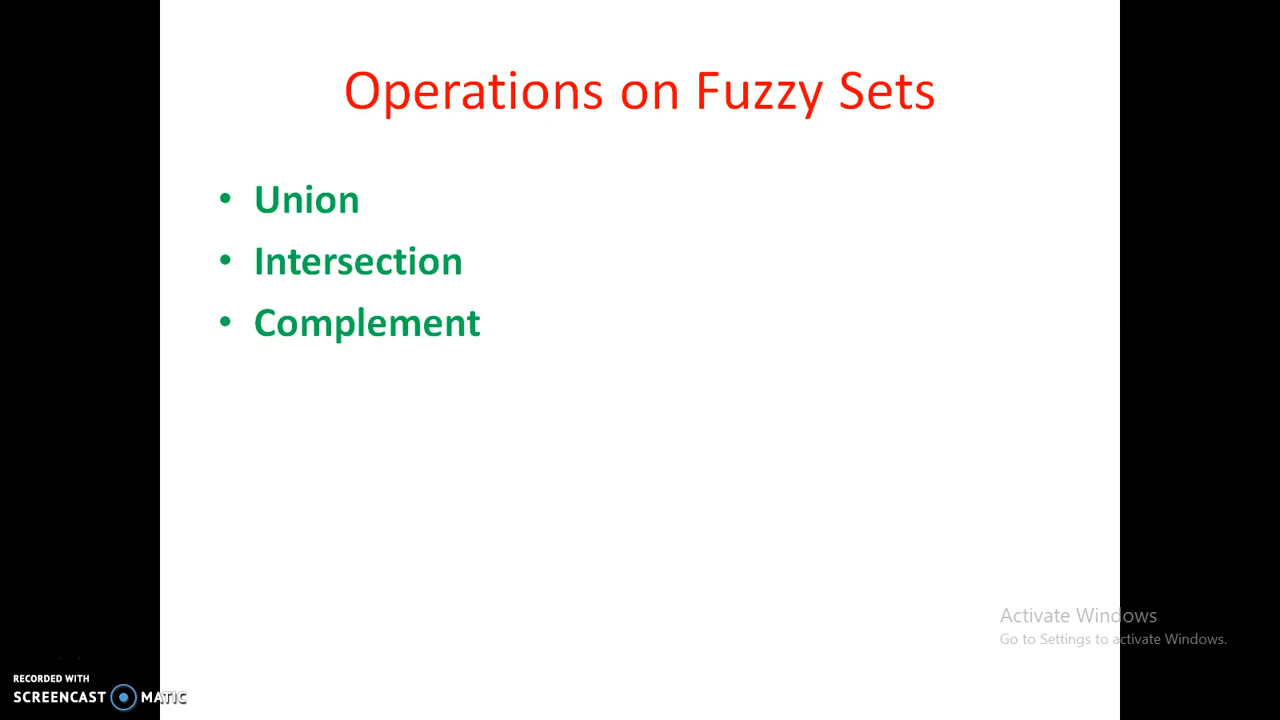 Operations on Fuzzy Sets
• Union
• Intersection
• Complement
Activate Windows
Go to Settings to activate Windows.
RECORDED WITH
SCREENCAST MATIC